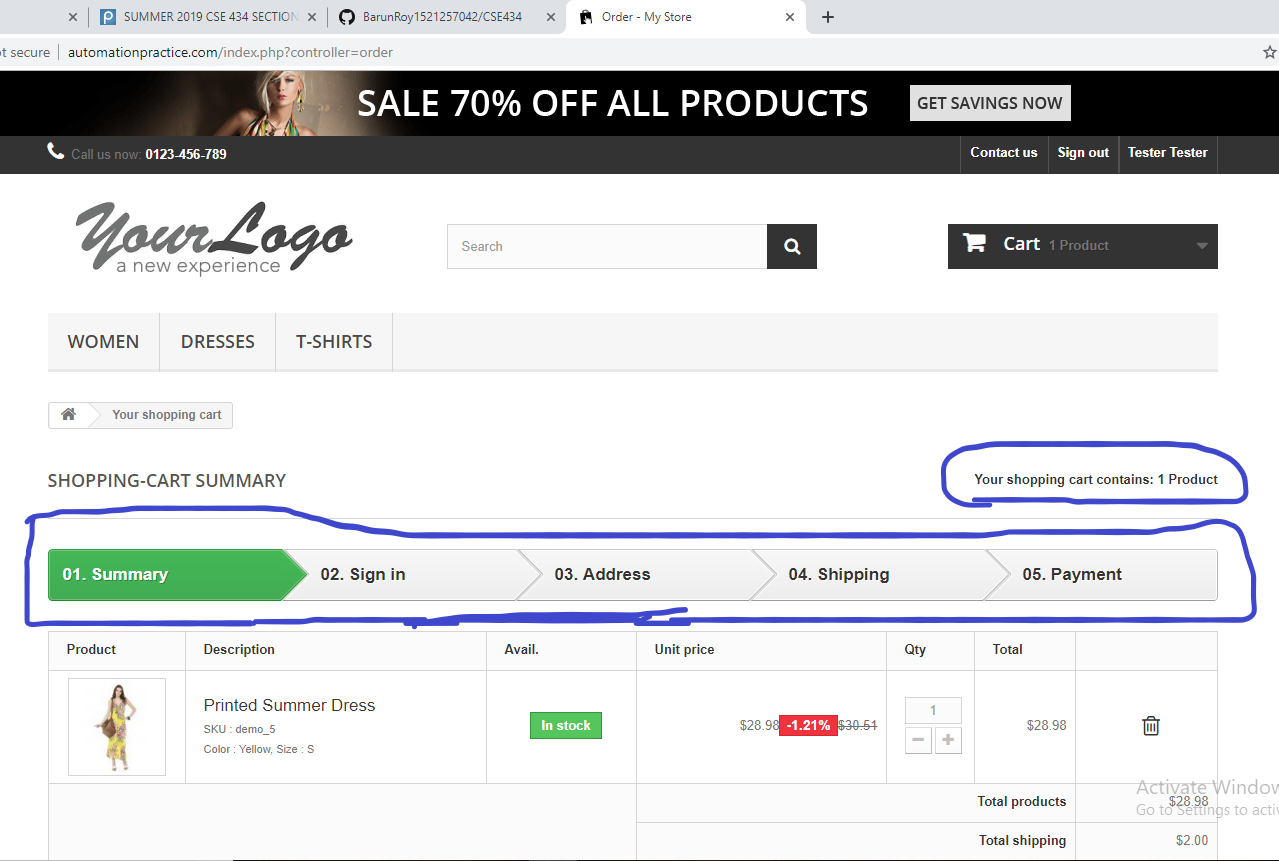 SUMMER 2019 CSE 434 SECTION
BarunRoy1521257042/CSE434
Order - My Store
t secure
automationpractice.com/index.php?controller=order
SALE 70% OFF ALL PRODUCTS GET SAVINGS NOW
Call us now: 0123-456-789 Contact us Sign out Tester Tester
Your Logo
a new experience
Search
Cart 1 Product
WOMEN DRESSES T-SHIRTS
Your shopping cart
SHOPPING-CART SUMMARY
Your shopping cart contains: 1 Product
01. Summary 02. Sign in 03. Address 04. Shipping 05. Payment
Product Description Avail. Unit price Qty Total
Printed Summer Dress
SKU : demo_5
Color : Yellow, Size : S
In stock
$28.98 -1.21% $30.51
1
$28.98
Total products $28.98
Total shipping $2.00
Activate Window
Go to Settings to activ